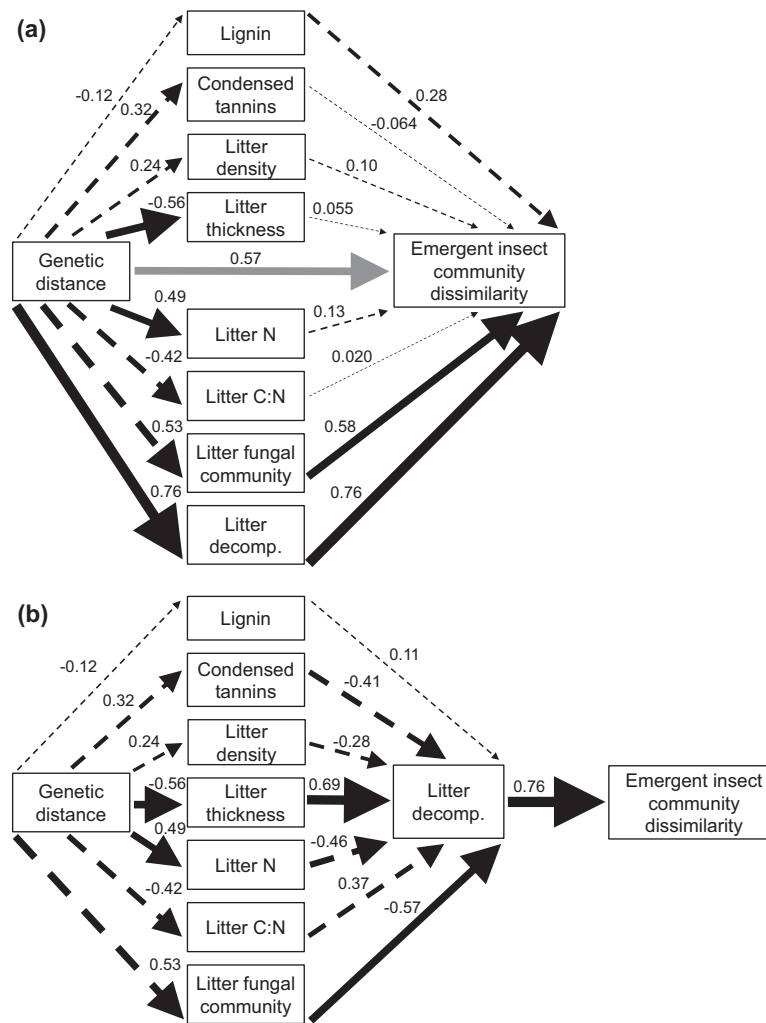 (a)
Lignin
Condensed
tannins
Litter
density
Litter
thickness
Genetic
distance
Emergent insect
community
dissimilarity
Litter N
Litter C:N
Litter fungal
community
Litter
decomp.
-0.12
0.32
0.24
-0.56
0.57
0.49
-0.42
0.53
0.76
0.28
-0.064
0.10
0.055
0.13
0.020
0.58
0.76
(b)
Lignin
Condensed
tannins
Litter
density
Litter
thickness
Genetic
distance
Litter N
Litter C:N
Litter fungal
community
Litter
decomp.
Emergent insect
community
dissimilarity
-0.12
0.32
0.24
-0.56
0.49
-0.42
0.53
0.11
-0.41
-0.28
0.69
-0.46
0.37
-0.57
0.76